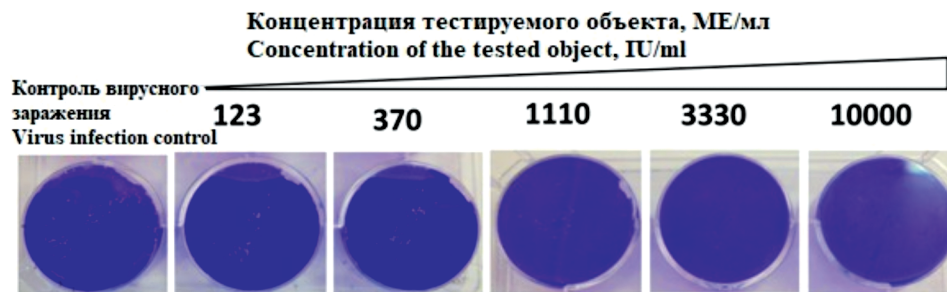 Концентрация тестируемого объекта, МЕ/мл
Concentration of the tested object, IU/ml
Контроль вирусного
заражения
Virus infection control
123 370 1110 3330 10000